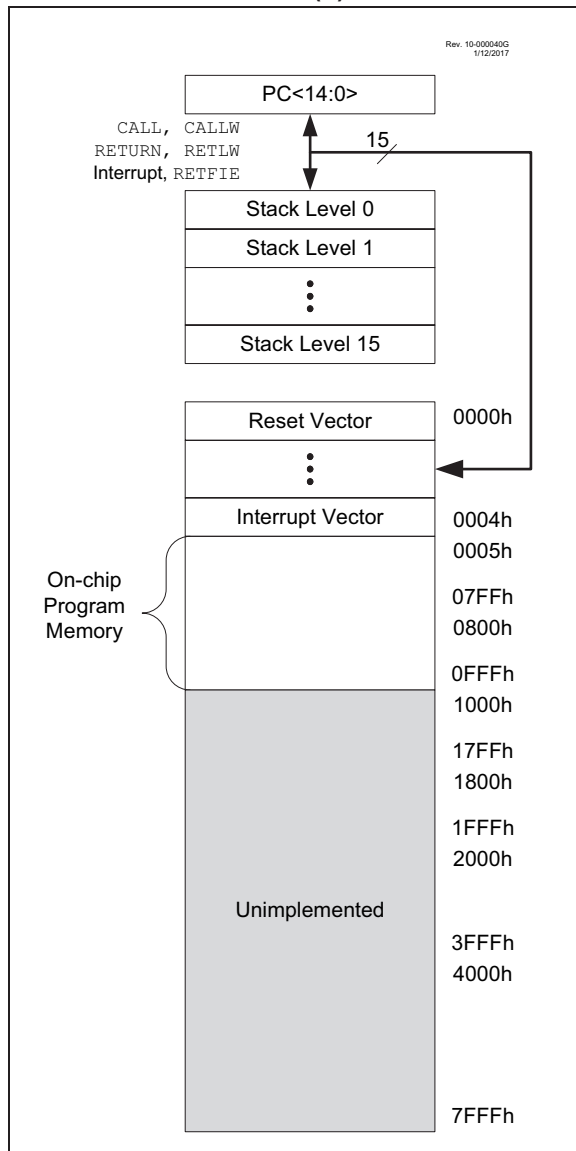 (4)
Rev. 10-000040G
1/12/2017
PC<14:0>
CALL, CALLW
RETURN, RETLW
Interrupt, RETFIE
15
Stack Level 0
Stack Level 1
Stack Level 15
Reset Vector
0000h
Interrupt Vector
0004h
0005h
On-chip
Program
Memory
07FFh
0800h
0FFFh
1000h
17FFh
1800h
1FFFh
2000h
Unimplemented
3FFFh
4000h
7FFFh